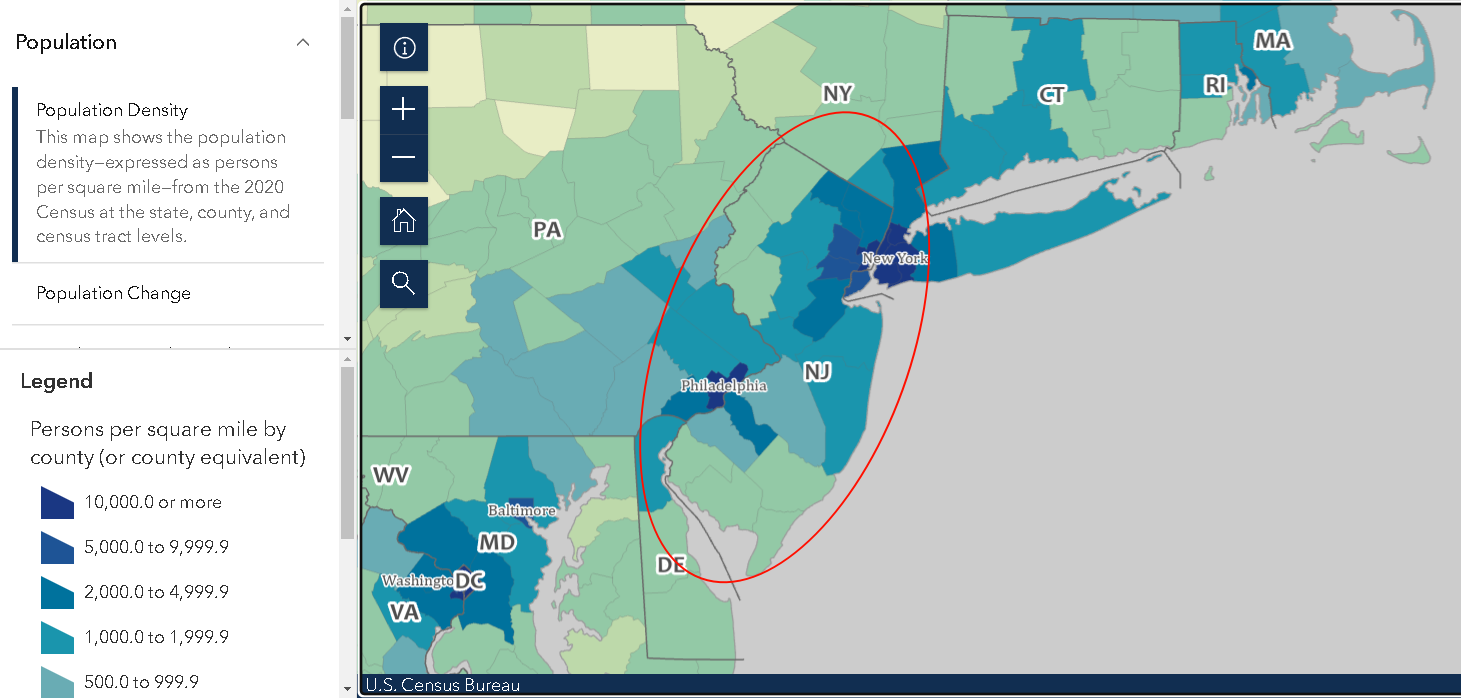 Population
Population Density
This map shows the population
density–expressed as persons
per square mile–from the 2020
Census at the state, county, and
census tract levels.
Population Change
Legend
Persons per square mile by
county (or county equivalent)
10,000.0 or more
5,000.0 to 9,999.9
2,000.0 to 4,999.9
1,000.0 to 1,999.9
500.0 to 999.9
MA
RI
NY
CT
PA
New York
NJ
Philadelphia
WV
Baltimore
MD
DE
Washingto
DC
VA
U.S. Census Bureau